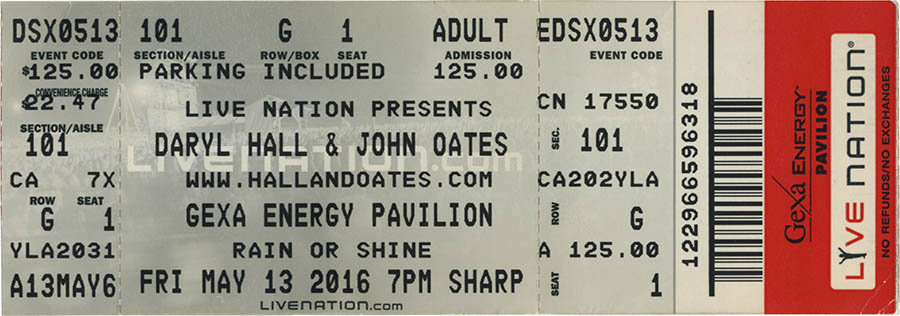 DSX0513
EVENT CODE
$125.00
CONVENIENCE CHARGE
$22.47
SECTION/AISLE
101
CA 7X
ROW SEAT
G 1
YLA2031
A13MAY6
101 G 1 ADULT
SECTION/AISLE ROW/BOX SEAT ADMISSION
PARKING INCLUDED 125.00
LIVE NATION PRESENTS
DARYL HALL & JOHN OATES
LIVENATION.com
WWW.HALLANDOATES.COM
GEXA ENERGY PAVILION
RAIN OR SHINE
FRI MAY 13 2016 7PM SHARP
LIVENATION.com
EDSX0513
EVENT CODE
CN 17550
SEC. 101
CA202YLA
ROW G
A 125.00
SEAT 1
122966596318
Gexa ENERGY
PAVILION
LIVE NATION
NO REFUNDS/NO EXCHANGES